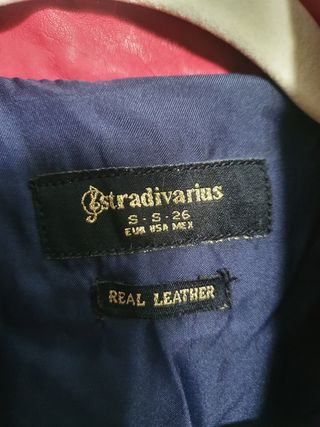 Stradivarius
S - S - 26
EUR USA MEX
REAL LEATHER